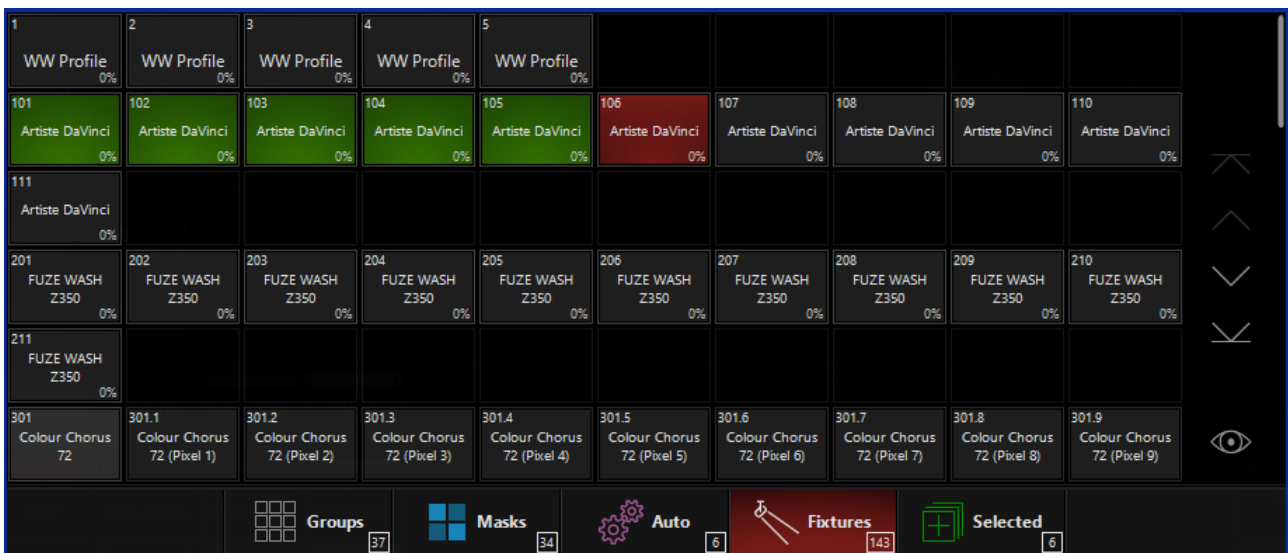 1 2 3 4 5
WW Profile WW Profile WW Profile WW Profile WW Profile
0% 0% 0% 0% 0%
101 102 103 104 105 106 107 108 109 110
Artiste DaVinci Artiste DaVinci Artiste DaVinci Artiste DaVinci Artiste DaVinci Artiste DaVinci Artiste DaVinci Artiste DaVinci Artiste DaVinci Artiste DaVinci
0% 0% 0% 0% 0% 0% 0% 0% 0% 0%
111
Artiste DaVinci
0%
201 202 203 204 205 206 207 208 209 210
FUZE WASH FUZE WASH FUZE WASH FUZE WASH FUZE WASH FUZE WASH FUZE WASH FUZE WASH FUZE WASH FUZE WASH
Z350 Z350 Z350 Z350 Z350 Z350 Z350 Z350 Z350 Z350
0% 0% 0% 0% 0% 0% 0% 0% 0% 0%
211
FUZE WASH
Z350
0%
301 301.1 301.2 301.3 301.4 301.5 301.6 301.7 301.8 301.9
Colour Chorus Colour Chorus Colour Chorus Colour Chorus Colour Chorus Colour Chorus Colour Chorus Colour Chorus Colour Chorus Colour Chorus
72 72 (Pixel 1) 72 (Pixel 2) 72 (Pixel 3) 72 (Pixel 4) 72 (Pixel 5) 72 (Pixel 6) 72 (Pixel 7) 72 (Pixel 8) 72 (Pixel 9)
Groups Masks Auto Fixtures Selected
37 34 6 143 6